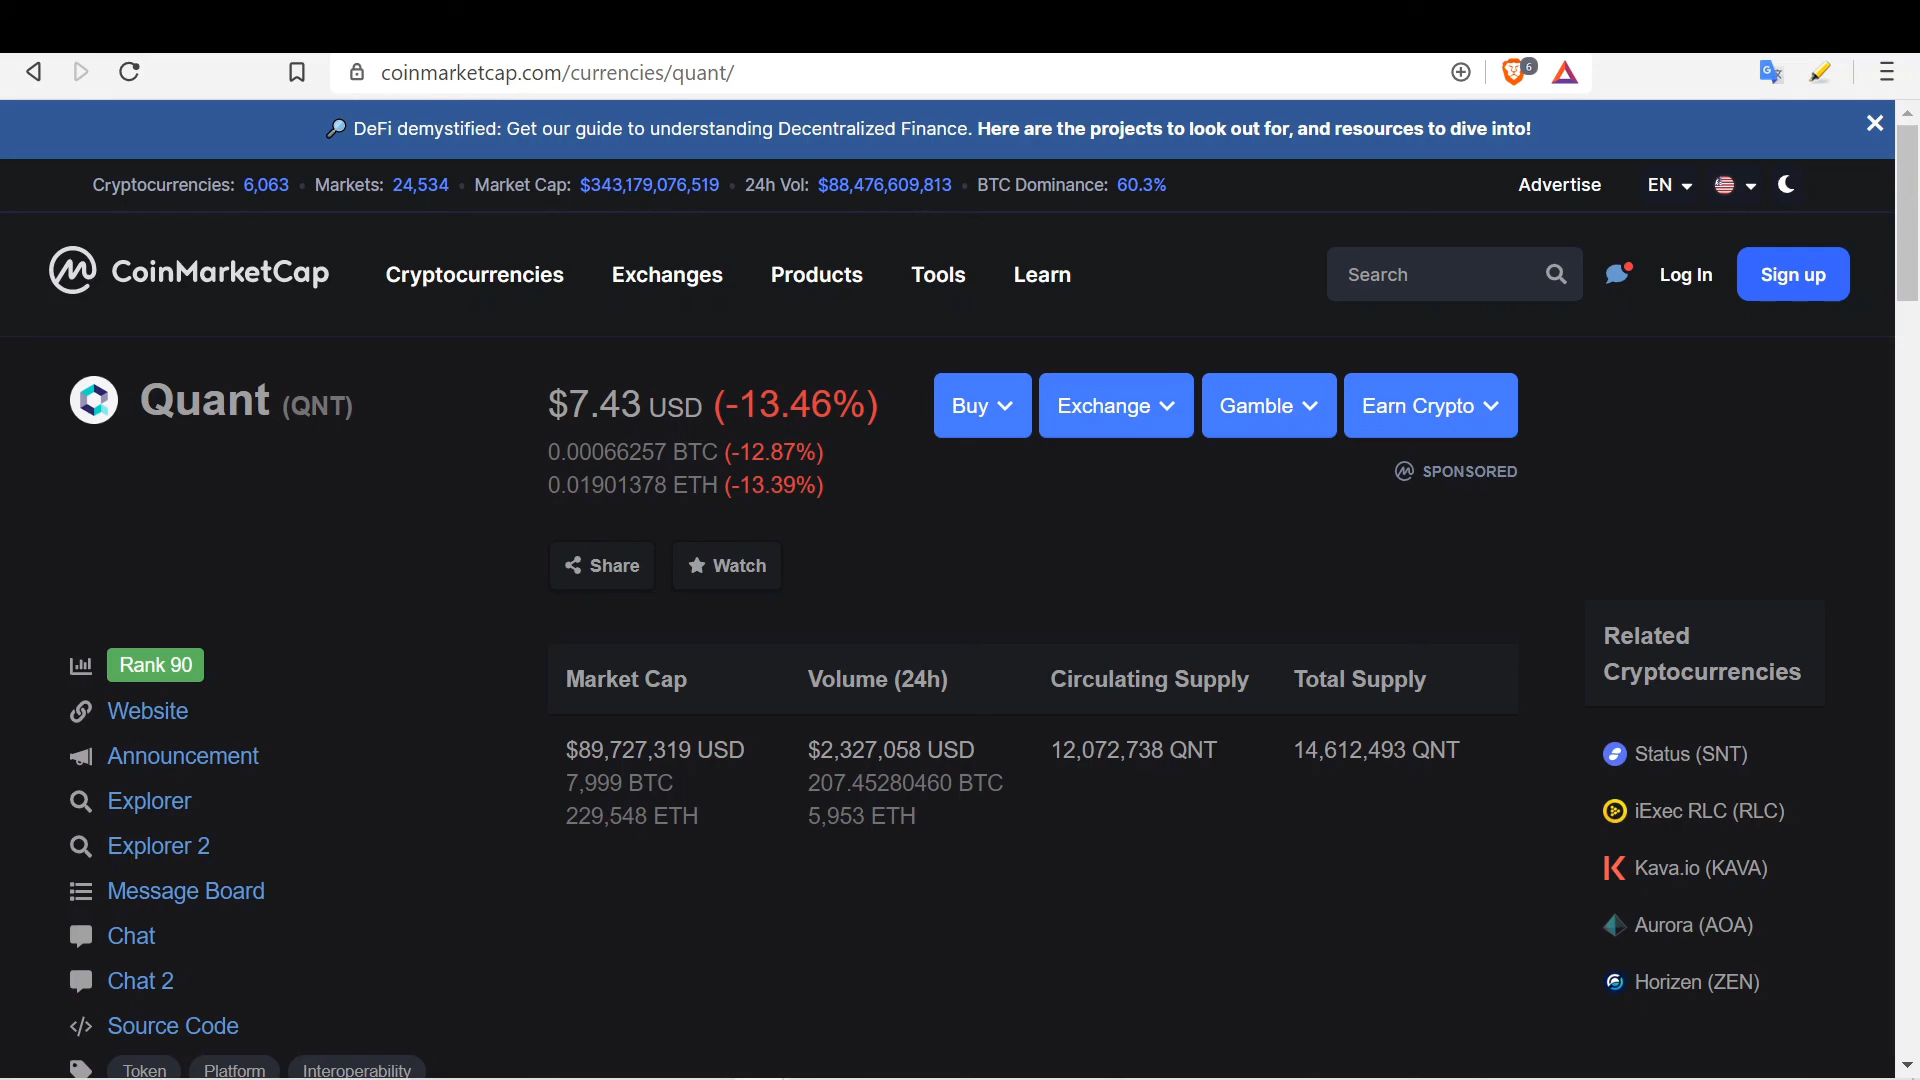 coinmarketcap.com/currencies/quant/
6
DeFi demystified: Get our guide to understanding Decentralized Finance. Here are the projects to look out for, and resources to dive into!
Cryptocurrencies: 6,063 • Markets: 24,534 • Market Cap: $343,179,076,519 • 24h Vol: $88,476,609,813 • BTC Dominance: 60.3%
Advertise
EN
CoinMarketCap
Cryptocurrencies
Exchanges
Products
Tools
Learn
Search
Log In
Sign up
Quant (QNT)
$7.43 USD (-13.46%)
0.00066257 BTC (-12.87%)
0.01901378 ETH (-13.39%)
Buy
Exchange
Gamble
Earn Crypto
SPONSORED
Share
Watch
Rank 90
Website
Announcement
Explorer
Explorer 2
Message Board
Chat
Chat 2
Source Code
Token
Platform
Interoperability
Market Cap
Volume (24h)
Circulating Supply
Total Supply
$89,727,319 USD
7,999 BTC
229,548 ETH
$2,327,058 USD
207.45280460 BTC
5,953 ETH
12,072,738 QNT
14,612,493 QNT
Related
Cryptocurrencies
Status (SNT)
iExec RLC (RLC)
Kava.io (KAVA)
Aurora (AOA)
Horizen (ZEN)